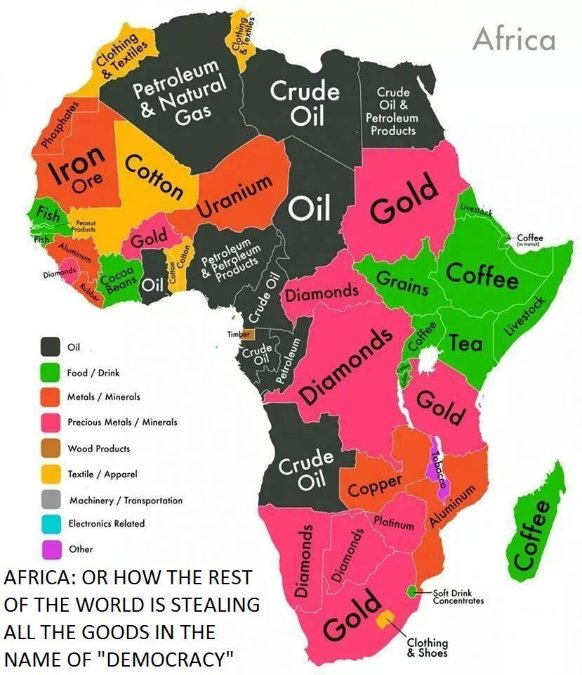 Africa
Clothing
& Textiles
Clothing
& Textiles
Petroleum
& Natural
Gas
Crude
Oil
Crude
Oil &
Petroleum
Products
Phosphates
Iron
Ore
Cotton
Uranium
Oil
Gold
Livestock
Coffee
(in transit)
Fish
Peanut
Products
Fish
Aluminum
Gold
Cotton
Cotton
Petroleum
& Petroleum
Products
Diamonds
Rubber
Cocoa
Beans
Oil
Crude Oil
Diamonds
Grains
Coffee
Livestock
Timber
Crude
Oil
Petroleum
Diamonds
Coffee
Tea
Coffee
Gold
Oil
Food / Drink
Metals / Minerals
Precious Metals / Minerals
Wood Products
Textile / Apparel
Machinery / Transportation
Electronics Related
Other
Crude
Oil
Copper
Tobacco
Aluminum
Coffee
Diamonds
Diamonds
Platinum
Gold
Soft Drink
Concentrates
Clothing
& Shoes
AFRICA: OR HOW THE REST
OF THE WORLD IS STEALING
ALL THE GOODS IN THE
NAME OF "DEMOCRACY"